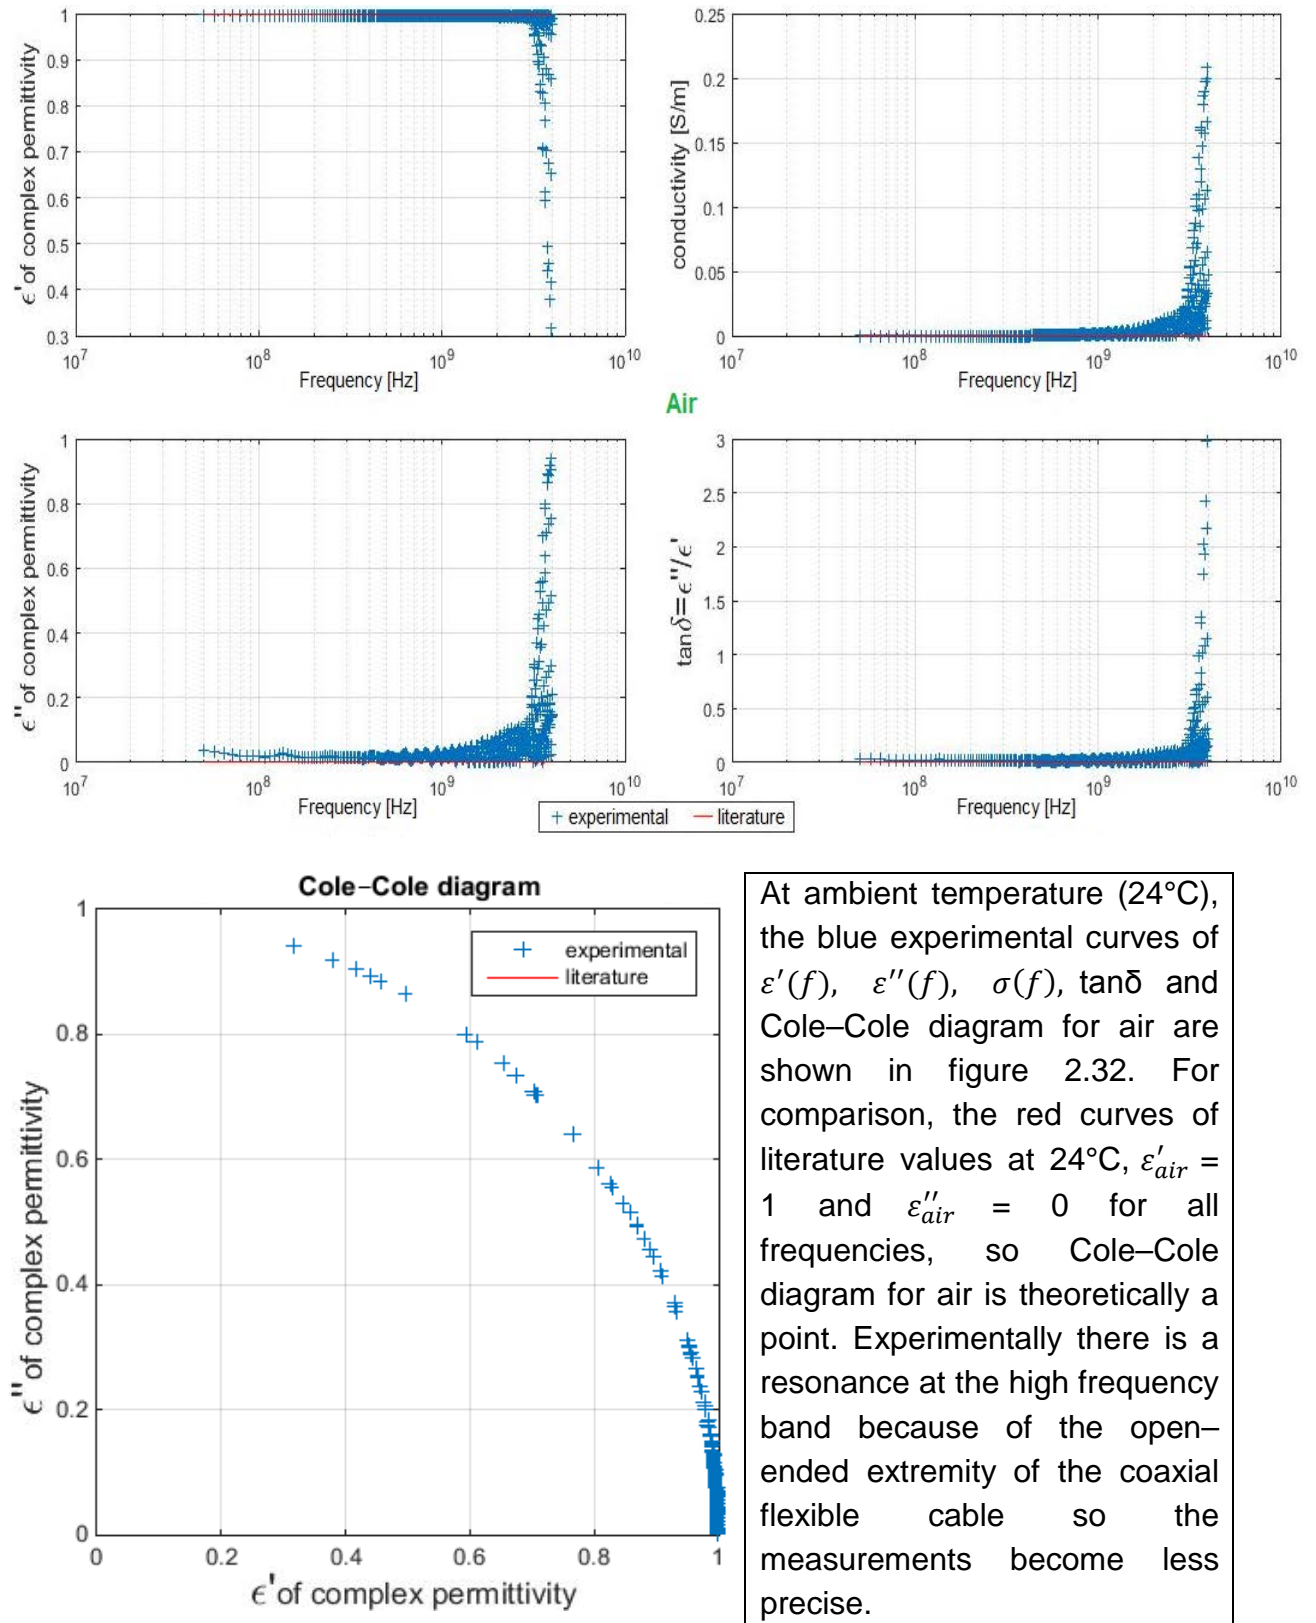 1
0.9
0.8
0.7
0.6
0.5
0.4
0.3
ϵ' of complex permittivity
10^7
10^8
10^9
10^10
Frequency [Hz]
0.25
0.2
0.15
0.1
0.05
0
conductivity [S/m]
10^7
10^8
10^9
10^10
Frequency [Hz]
Air
1
0.8
0.6
0.4
0.2
0
ϵ'' of complex permittivity
10^7
10^8
10^9
10^10
Frequency [Hz]
3
2.5
2
1.5
1
0.5
0
tanδ=ϵ''/ϵ'
10^7
10^8
10^9
10^10
Frequency [Hz]
experimental literature
Cole–Cole diagram
experimental
literature
1
0.8
0.6
0.4
0.2
0
ϵ'' of complex permittivity
0
0.2
0.4
0.6
0.8
1
ϵ' of complex permittivity
At ambient temperature (24°C),
the blue experimental curves of
ε′(f), ε′′(f), σ(f), tanδ and
Cole–Cole diagram for air are
shown in figure 2.32. For
comparison, the red curves of
literature values at 24°C, ε′air =
1 and ε′′air = 0 for all
frequencies, so Cole–Cole
diagram for air is theoretically a
point. Experimentally there is a
resonance at the high frequency
band because of the open–
ended extremity of the coaxial
flexible cable so the
measurements become less
precise.